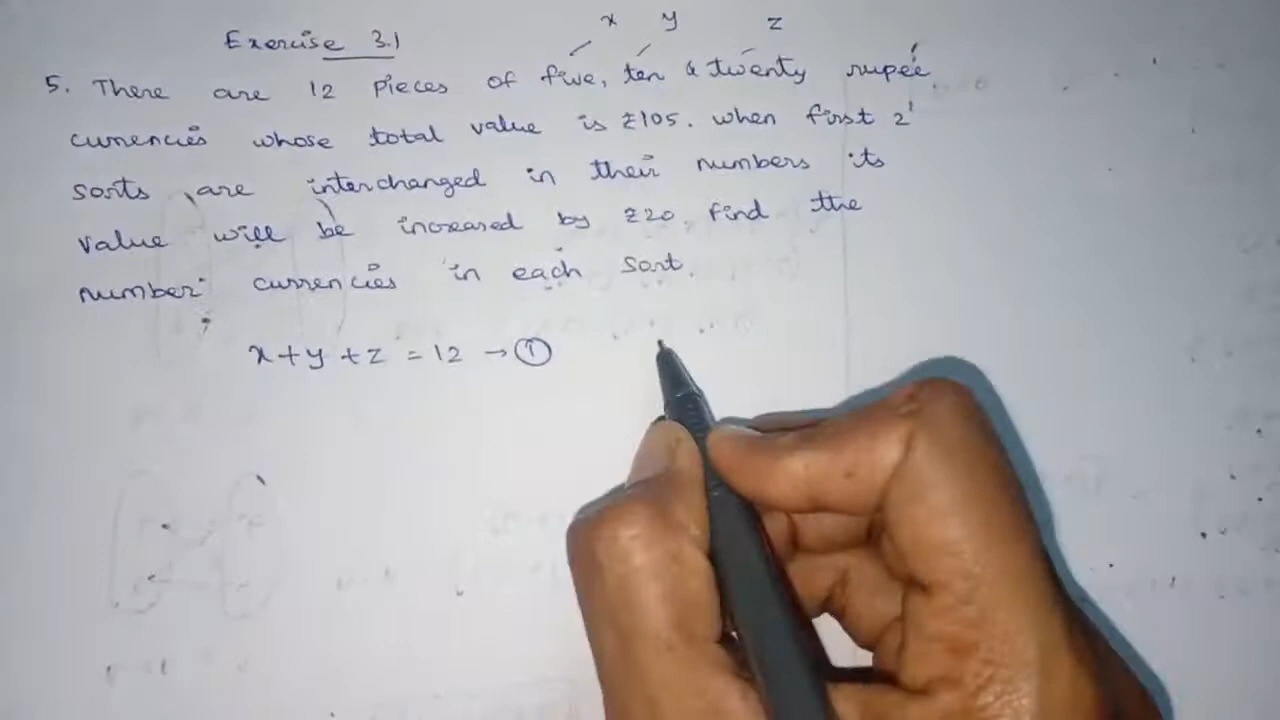 x y z
Exercise 3.1
5. There are 12 pieces of five, ten & twenty rupee
currencies whose total value is ₹105. when first 2
sorts are interchanged in their numbers its
value will be increased by ₹20. find the
number currencies in each sort.
x + y + z = 12 → ①